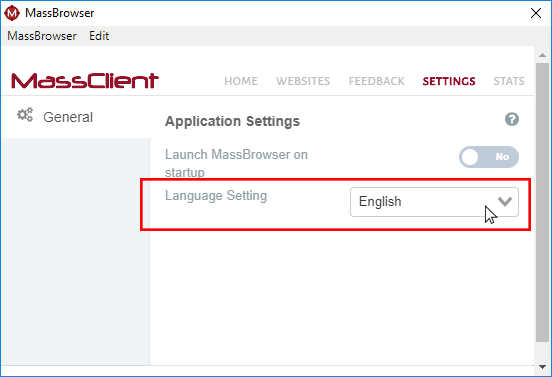 MassBrowser
MassBrowser Edit
MassClient HOME WEBSITES FEEDBACK SETTINGS STATS
General
Application Settings ?
Launch MassBrowser on
startup
No
Language Setting
English